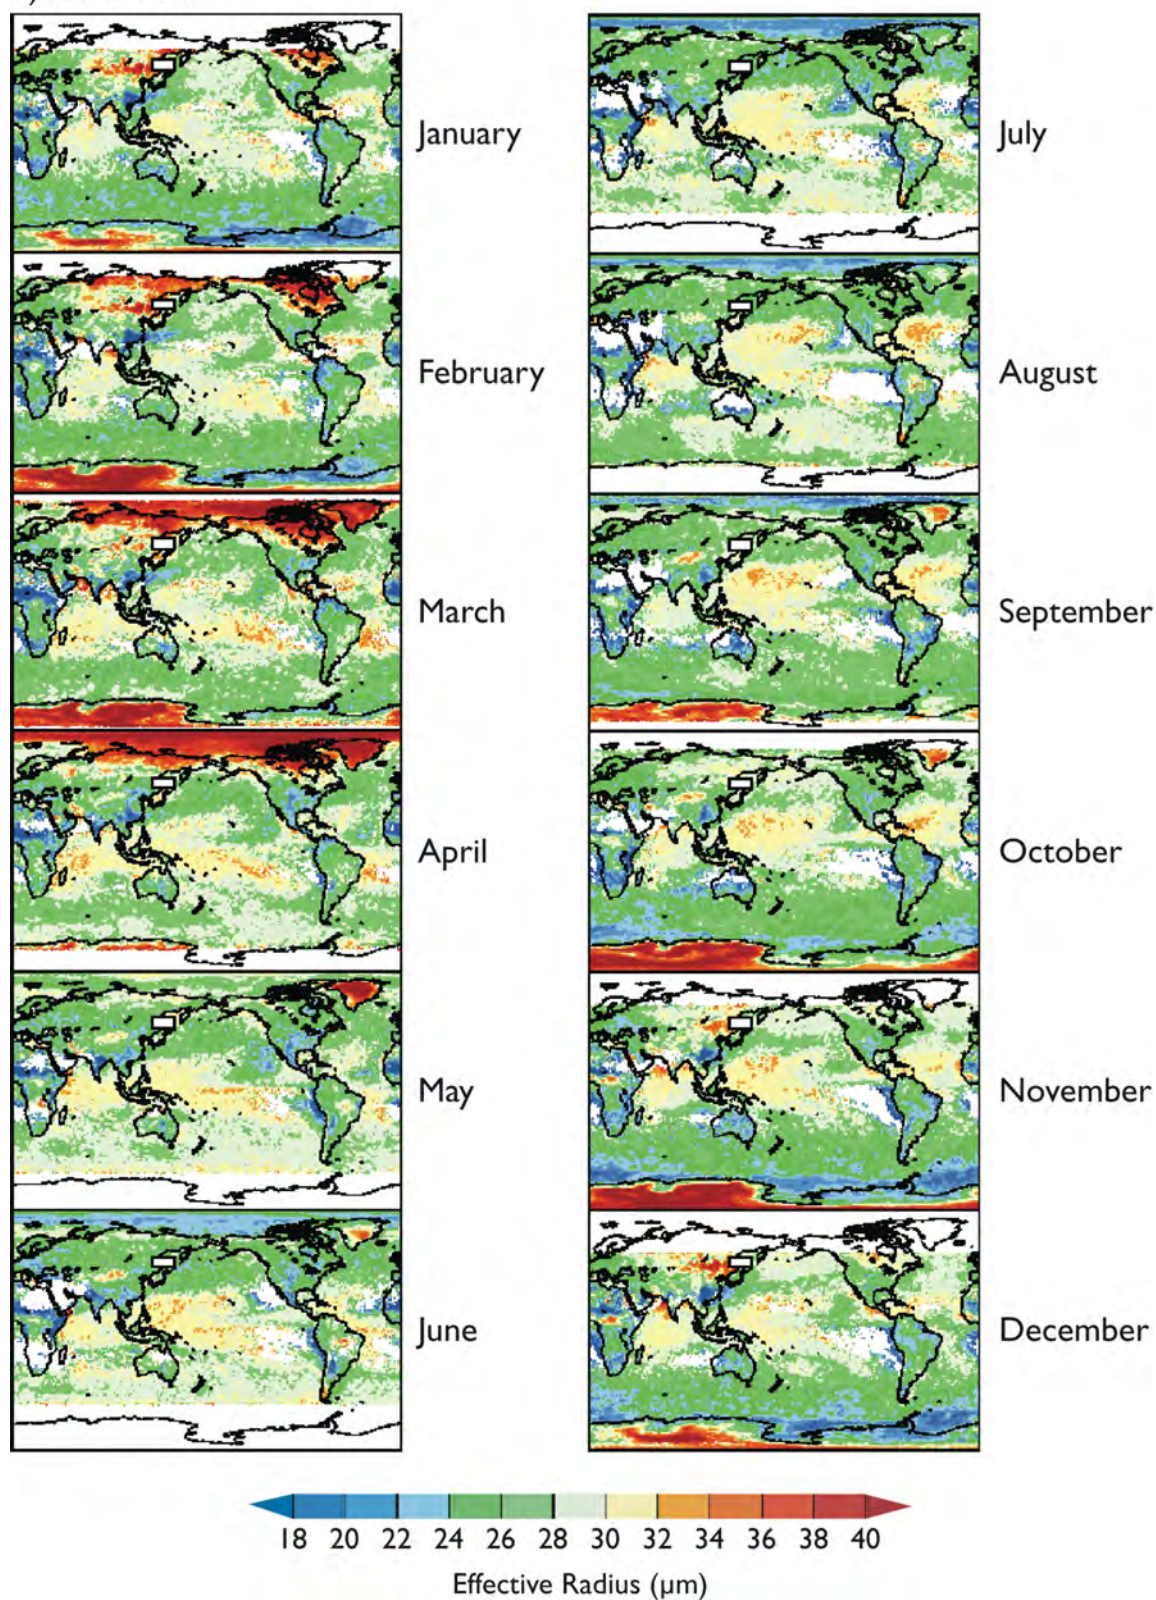 January
July
February
August
March
September
April
October
May
November
June
December
18 20 22 24 26 28 30 32 34 36 38 40
Effective Radius (µm)